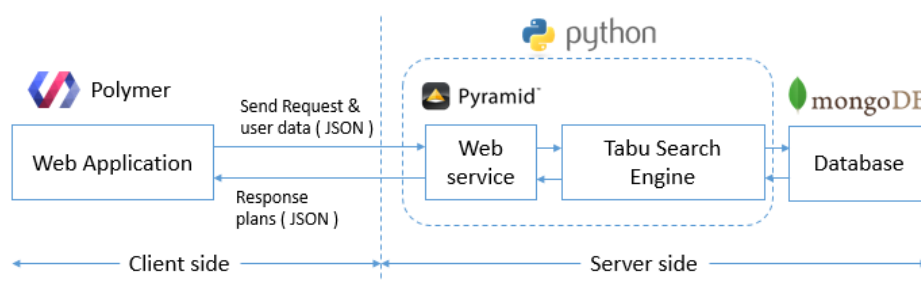 python
Polymer
Pyramid™
mongoDB
Send Request &
user data ( JSON )
Web Application
Web
service
Tabu Search
Engine
Database
Response
plans ( JSON )
Client side
Server side